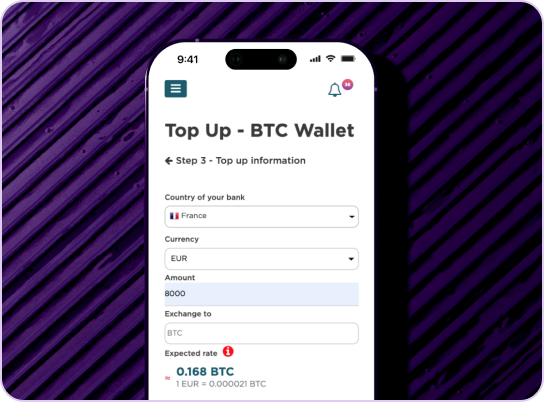 9:41
38
Top Up - BTC Wallet
← Step 3 - Top up information
Country of your bank
France
Currency
EUR
Amount
8000
Exchange to
BTC
Expected rate i
≈ 0.168 BTC
1 EUR = 0.000021 BTC